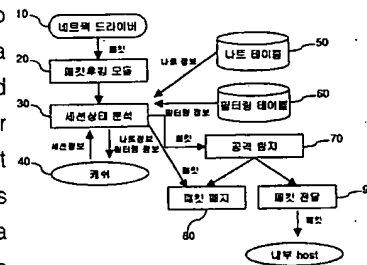 10
네트웍 드라이버
패킷
20
패킷후킹 모듈
나트 정보
나트 테이블
50
30
세션상태 분석
필터링 정보
필터링 테이블
60
세션정보
나트정보
필터링 정보
패킷
공격 탐지
70
40
캐쉬
패킷
패킷 폐지
80
패킷 전달
9
패킷
내부 host